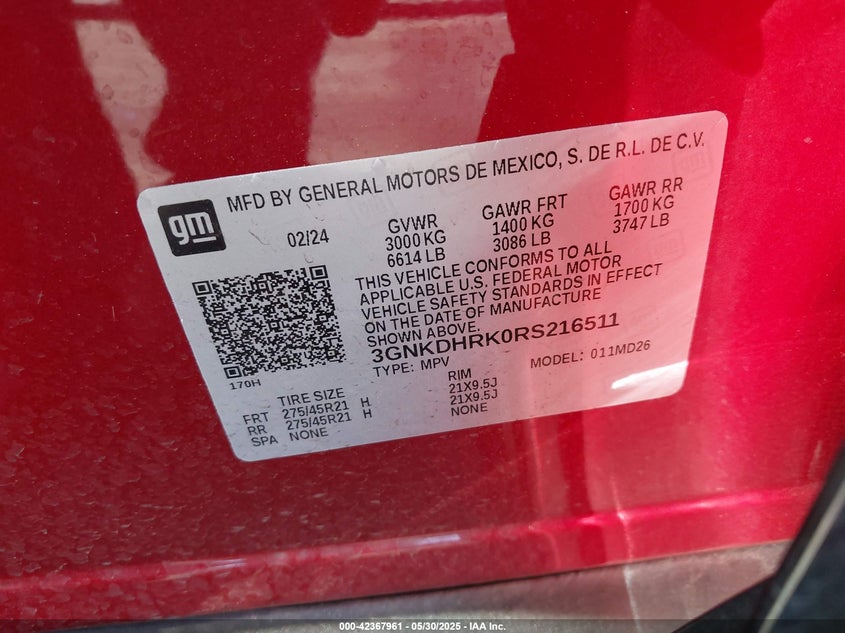 gm
MFD BY GENERAL MOTORS DE MEXICO, S. DE R.L. DE C.V.
02/24
GVWR GAWR FRT GAWR RR
3000 KG 1400 KG 1700 KG
6614 LB 3086 LB 3747 LB
THIS VEHICLE CONFORMS TO ALL
APPLICABLE U.S. FEDERAL MOTOR
VEHICLE SAFETY STANDARDS IN EFFECT
ON THE DATE OF MANUFACTURE
SHOWN ABOVE.
3GNKDHRK0RS216511
TYPE: MPV MODEL: 011MD26
170H
TIRE SIZE RIM
FRT 275/45R21 H 21X9.5J
RR 275/45R21 H 21X9.5J
SPA NONE NONE
000-42367961 - 05/30/2025 - IAA Inc.